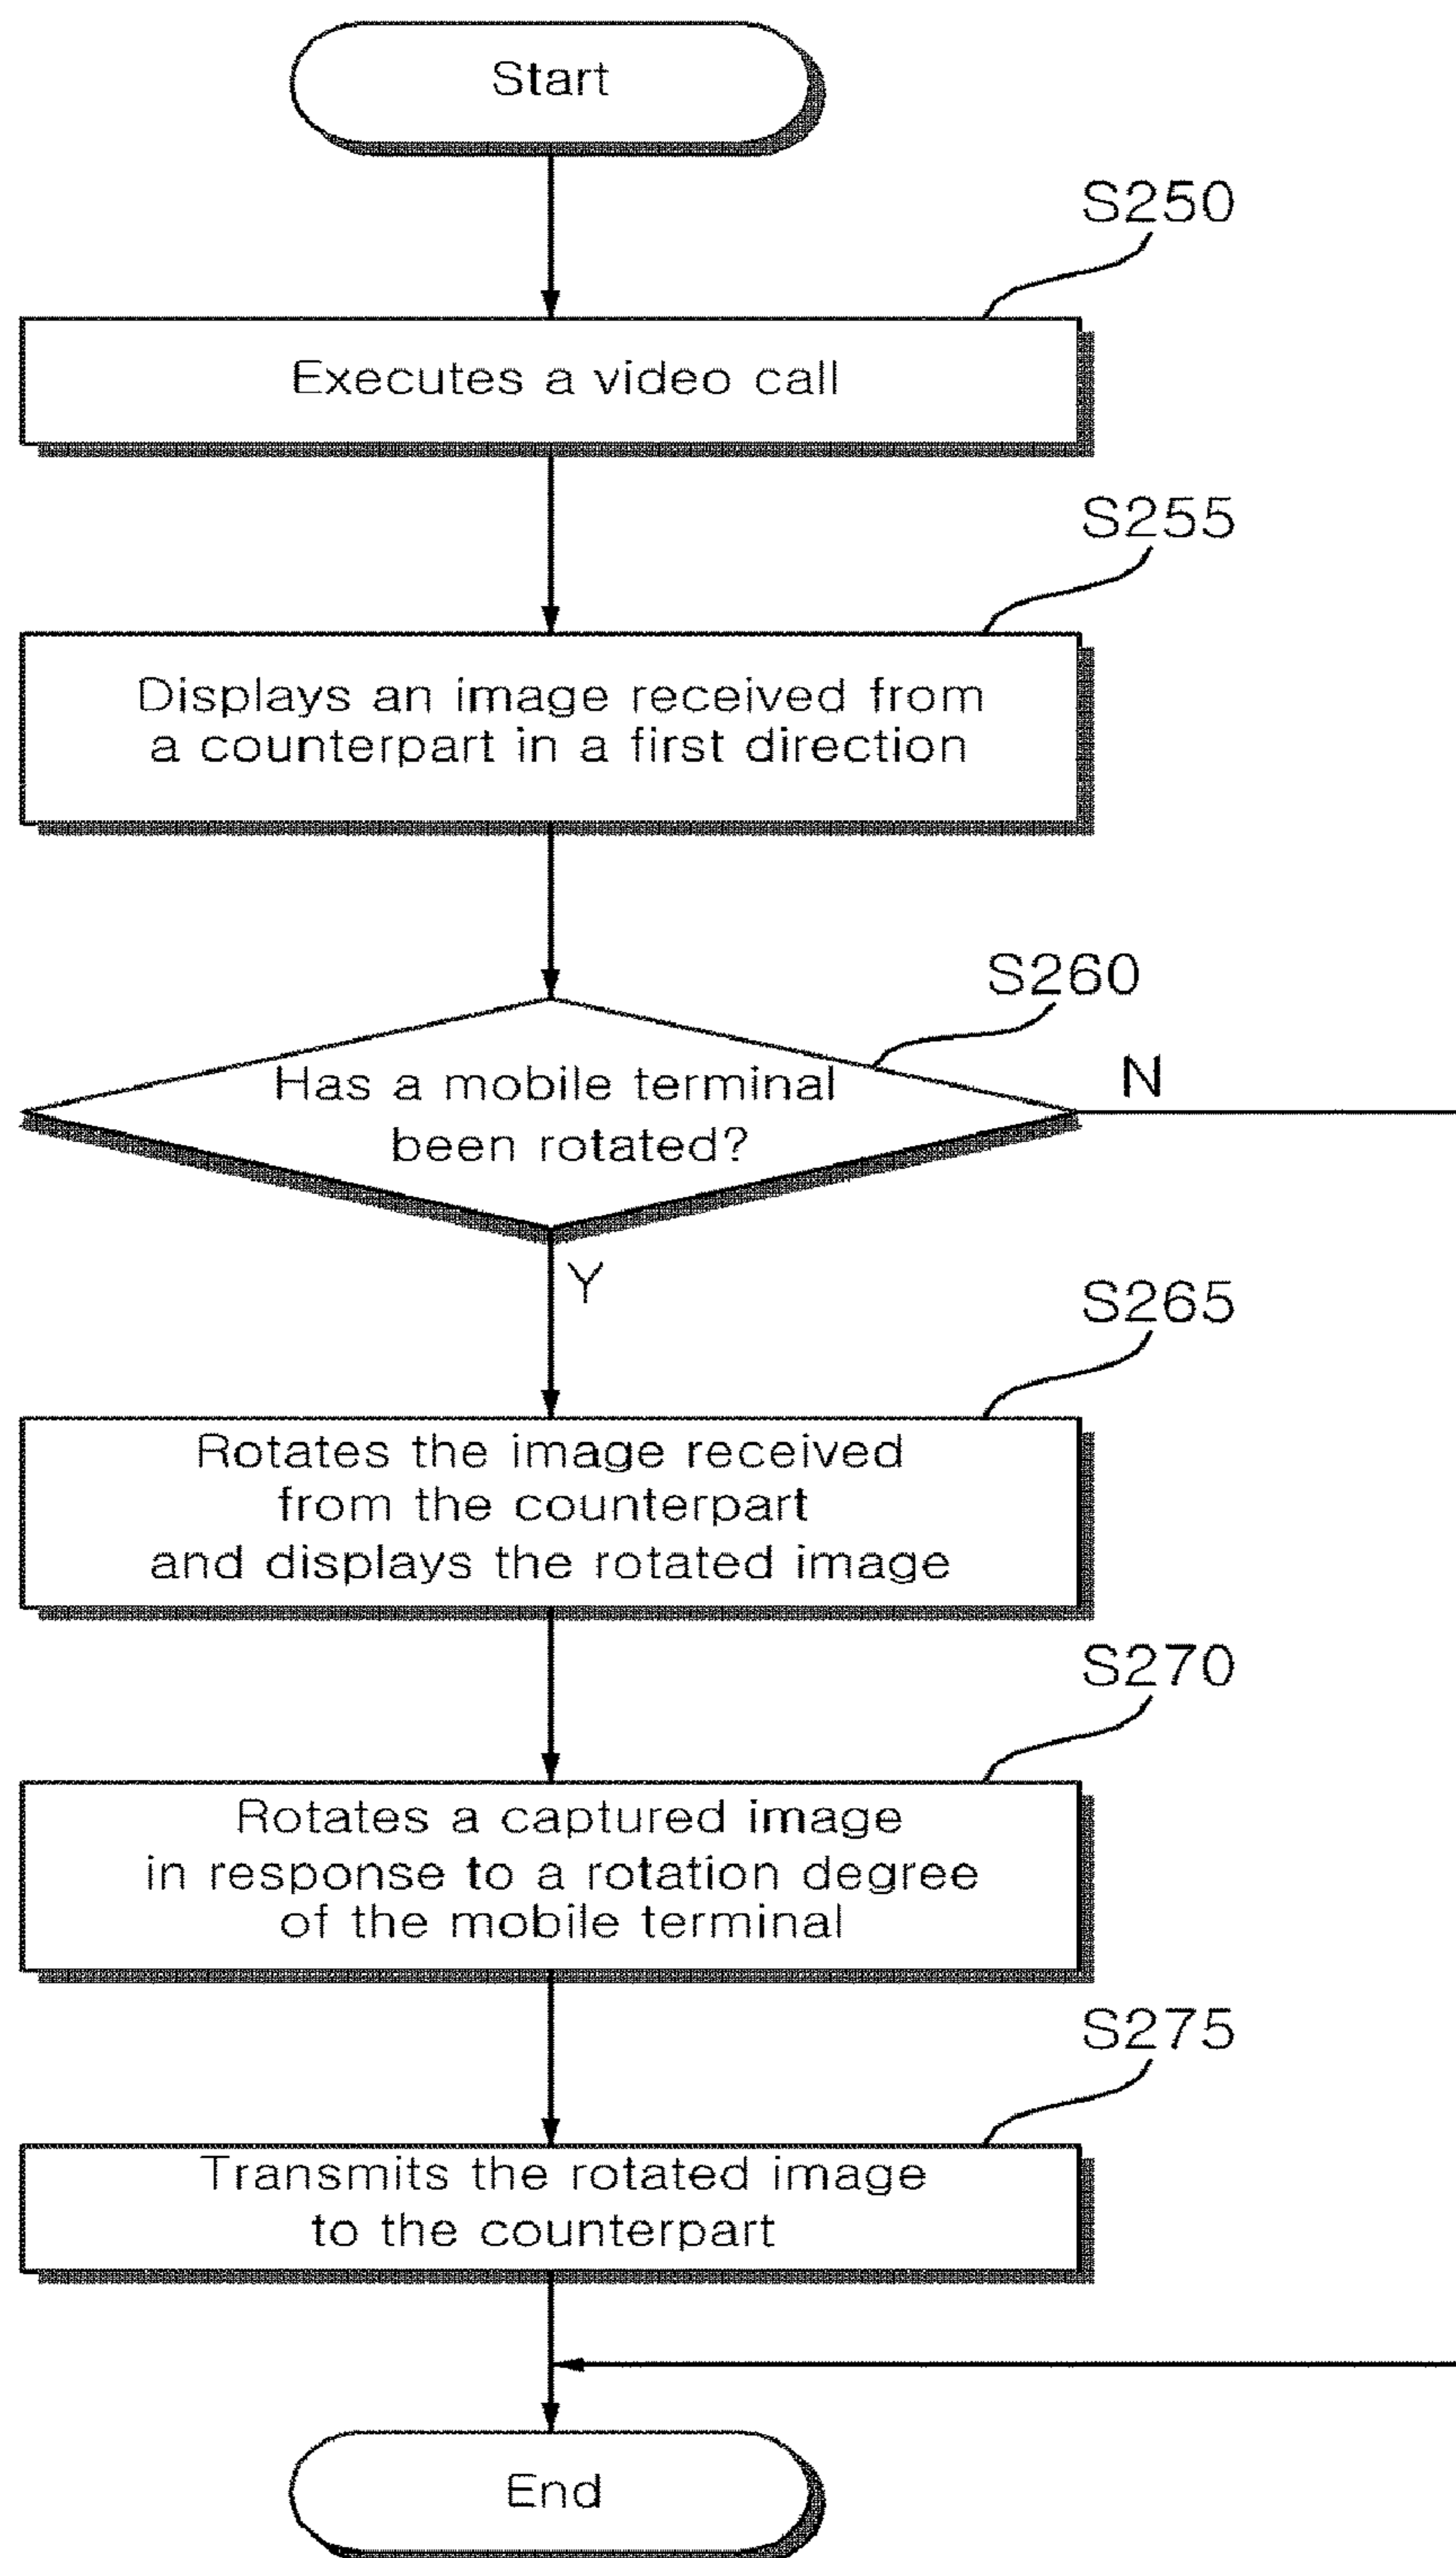 Start
S250
Executes a video call
S255
Displays an image received from
a counterpart in a first direction
S260
Has a mobile terminal
been rotated?
N
Y
S265
Rotates the image received
from the counterpart
and displays the rotated image
S270
Rotates a captured image
in response to a rotation degree
of the mobile terminal
S275
Transmits the rotated image
to the counterpart
End